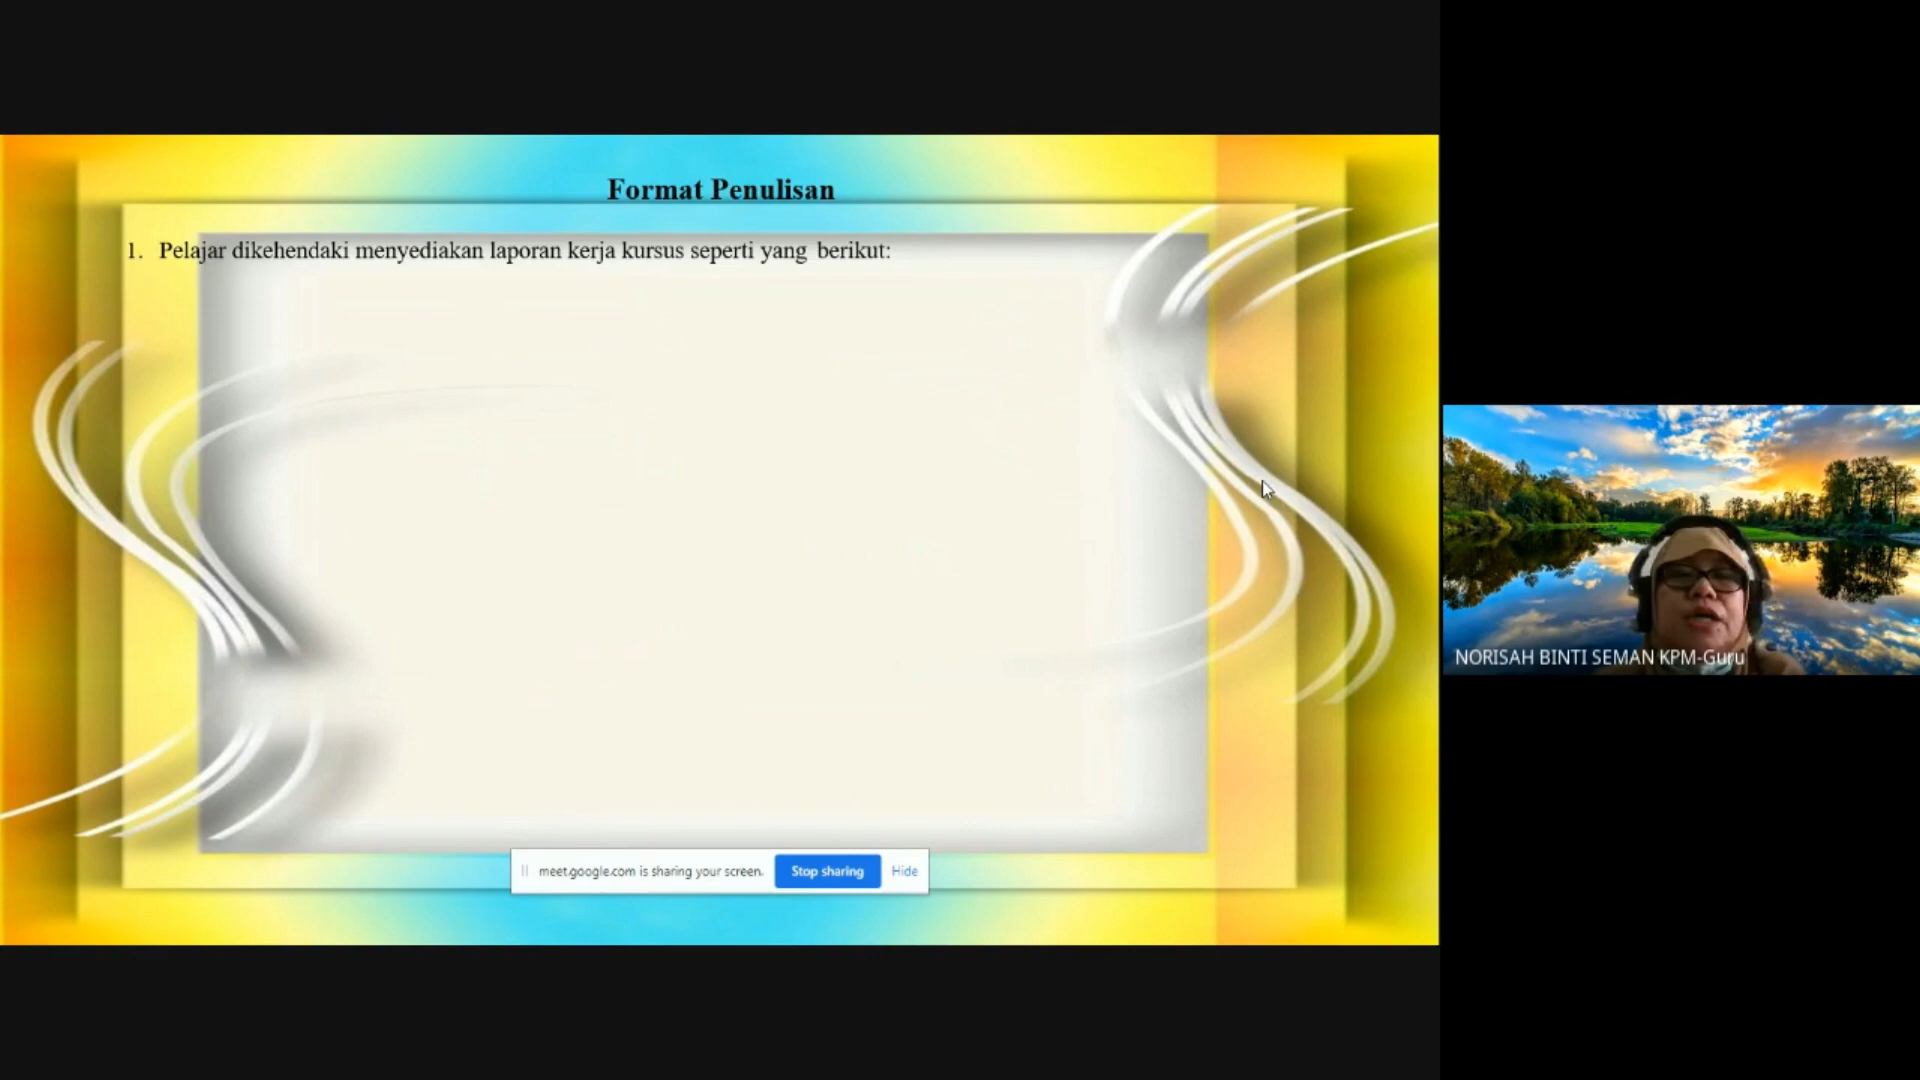 Format Penulisan
1. Pelajar dikehendaki menyediakan laporan kerja kursus seperti yang berikut:
NORISAH BINTI SEMAN KPM-Guru
meet.google.com is sharing your screen. Stop sharing Hide